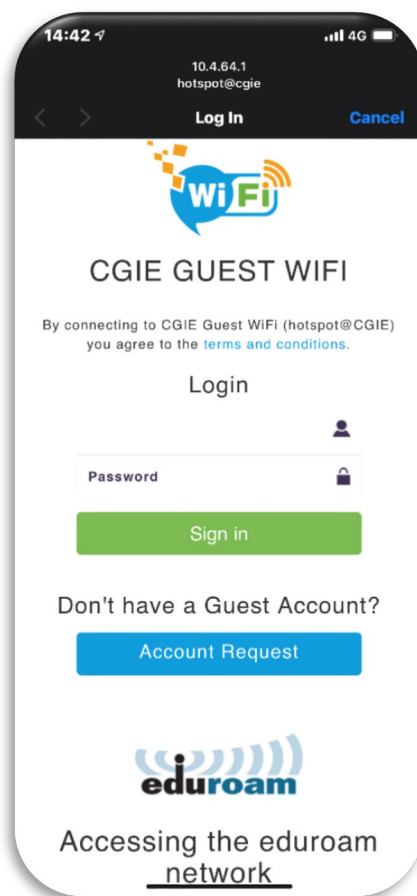 14:42
4G
10.4.64.1
hotspot@cgie
Log In
Cancel
WiFi
CGIE GUEST WIFI
By connecting to CGIE Guest WiFi (hotspot@CGIE)
you agree to the terms and conditions.
Login
Password
Sign in
Don't have a Guest Account?
Account Request
eduroam
Accessing the eduroam
network